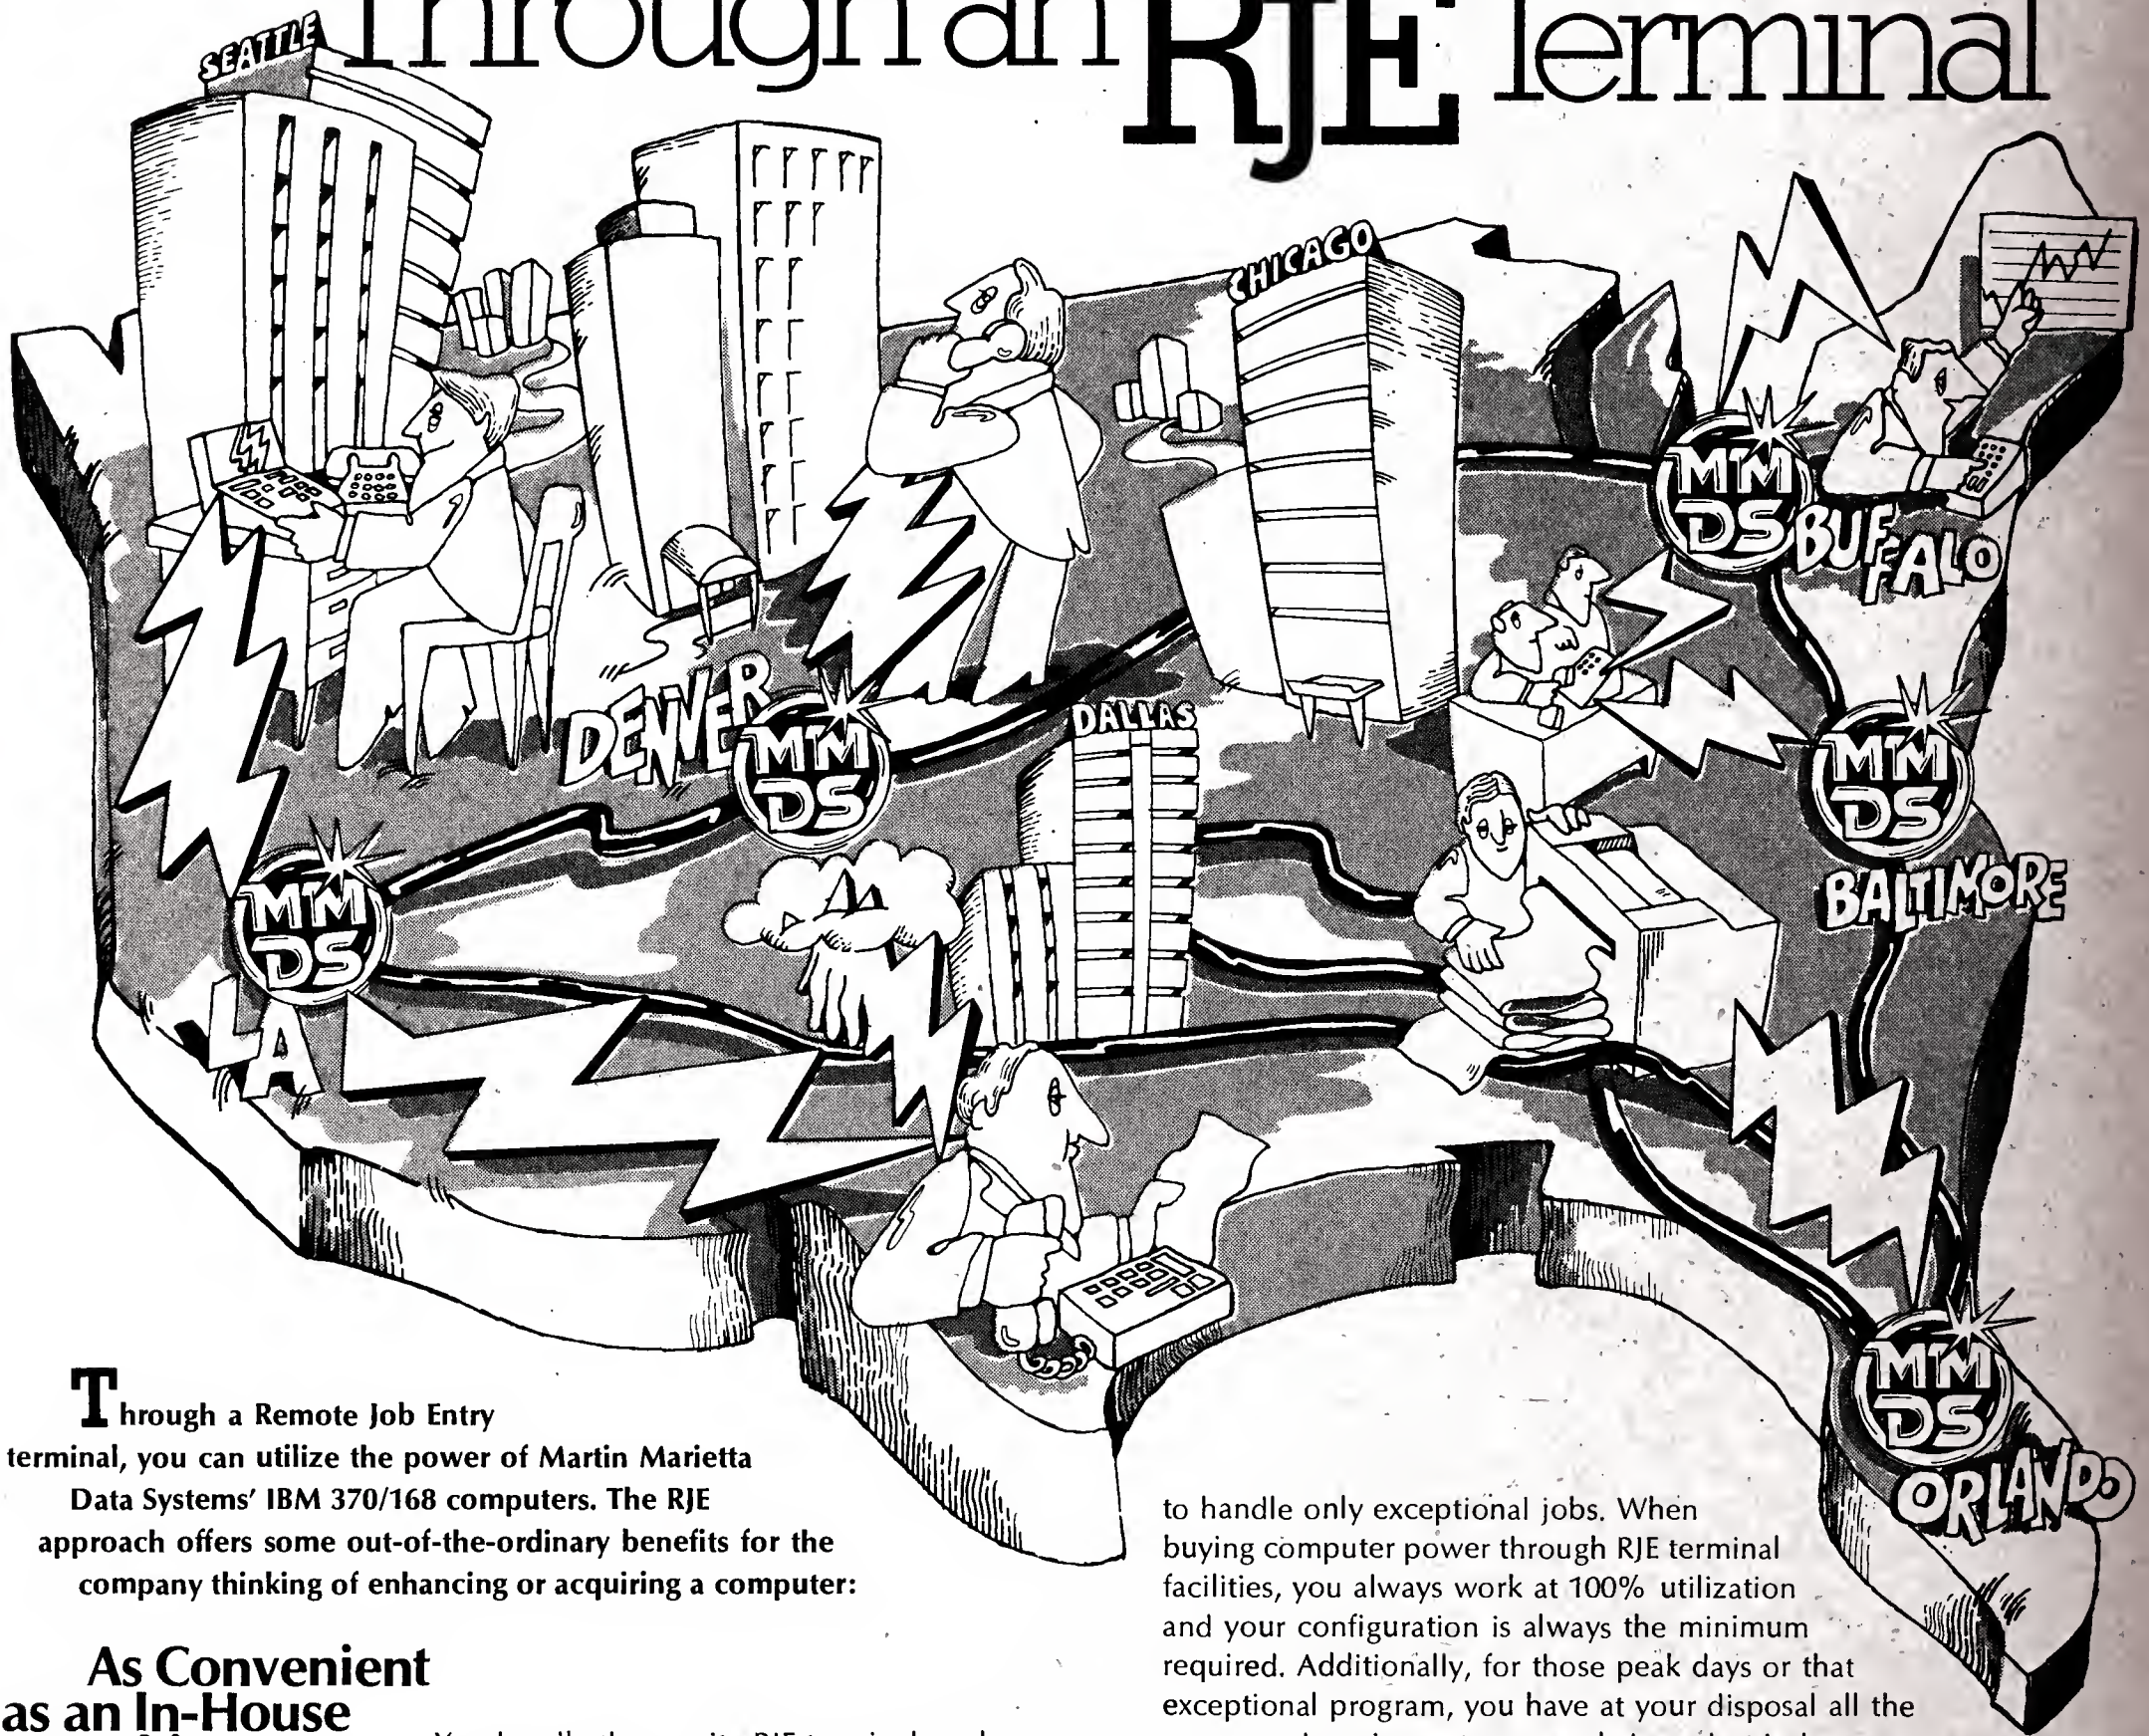 Through an RJE Terminal
SEATTLE
CHICAGO
MM
DS
BUFFALO
DENVER
MM
DS
DALLAS
MM
DS
BALTIMORE
MM
DS
LA
MM
DS
ORLANDO
Through a Remote Job Entry
terminal, you can utilize the power of Martin Marietta
Data Systems' IBM 370/168 computers. The RJE
approach offers some out-of-the-ordinary benefits for the
company thinking of enhancing or acquiring a computer:
As Convenient
as an In-House
to handle only exceptional jobs. When
buying computer power through RJE terminal
facilities, you always work at 100% utilization
and your configuration is always the minimum
required. Additionally, for those peak days or that
exceptional program, you have at your disposal all the